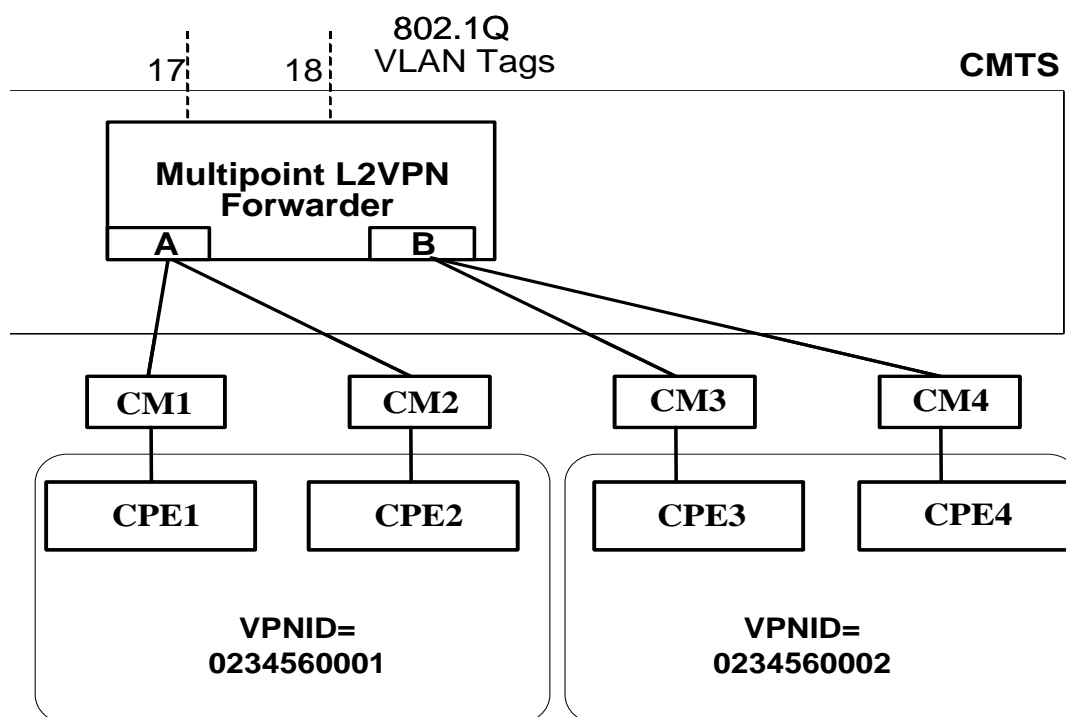 802.1Q
VLAN Tags
17
18
CMTS
Multipoint L2VPN
Forwarder
A
B
CM1
CM2
CM3
CM4
CPE1
CPE2
CPE3
CPE4
VPNID=
0234560001
VPNID=
0234560002